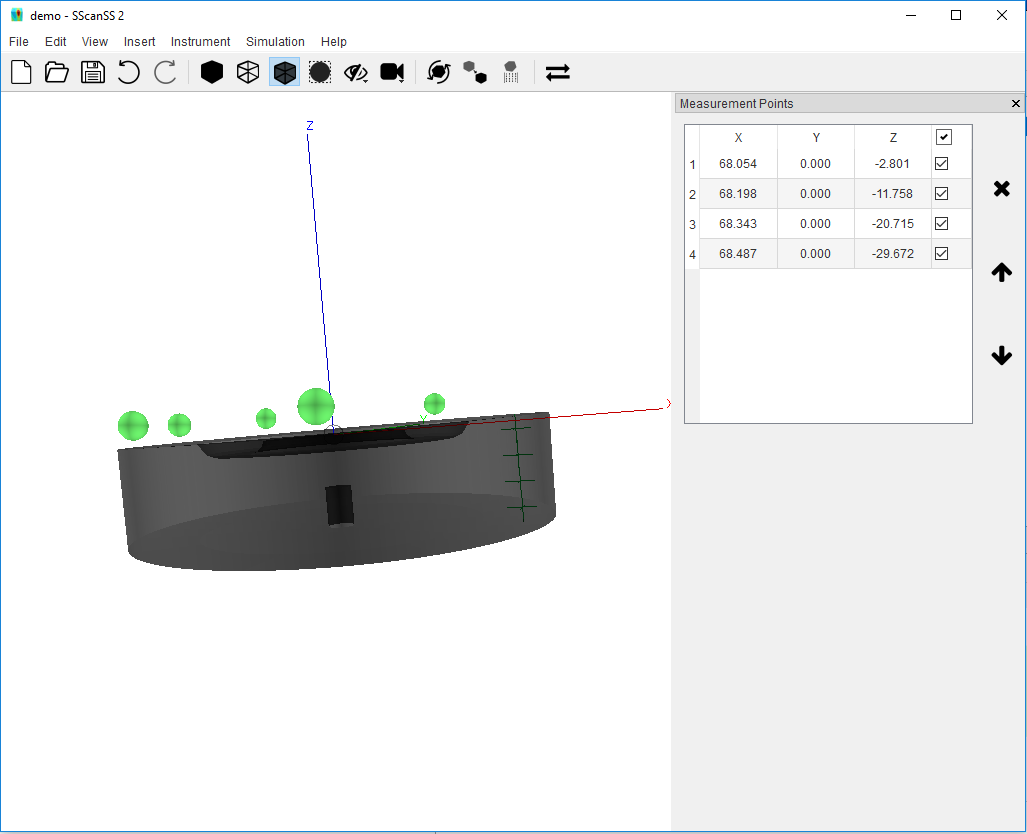 demo - SScanSS 2
File Edit View Insert Instrument Simulation Help
Measurement Points
X Y Z
1 68.054 0.000 -2.801
2 68.198 0.000 -11.758
3 68.343 0.000 -20.715
4 68.487 0.000 -29.672
Z
Y
X